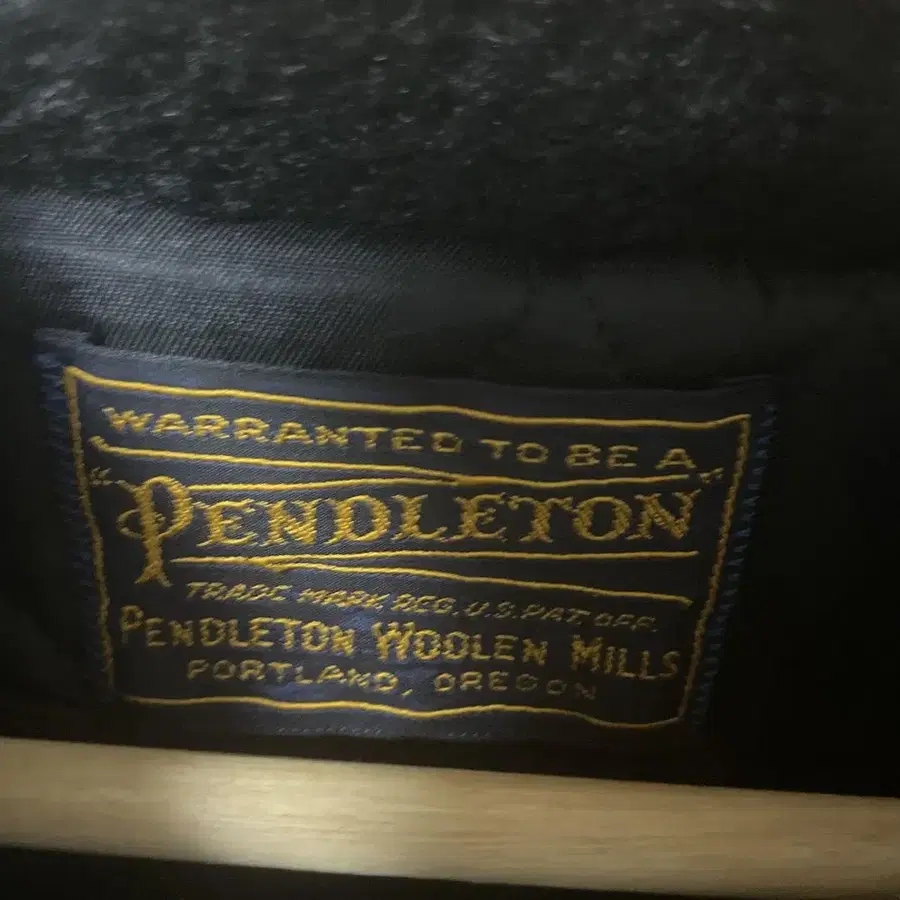 WARRANTED TO BE A
"PENDLETON"
TRADE MARK REG. U.S. PAT. OFF.
PENDLETON WOOLEN MILLS
PORTLAND, OREGON